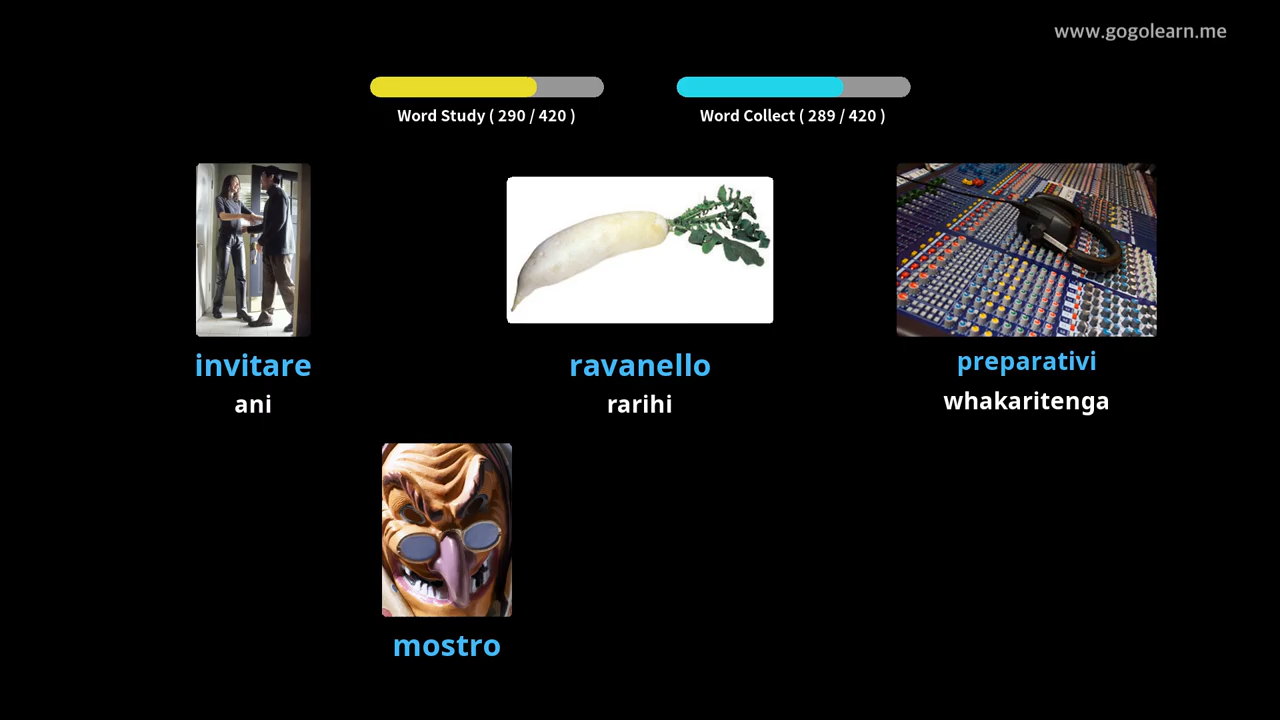 www.gogolearn.me
Word Study ( 290 / 420 )
Word Collect ( 289 / 420 )
invitare
ani
ravanello
rarihi
preparativi
whakaritenga
mostro